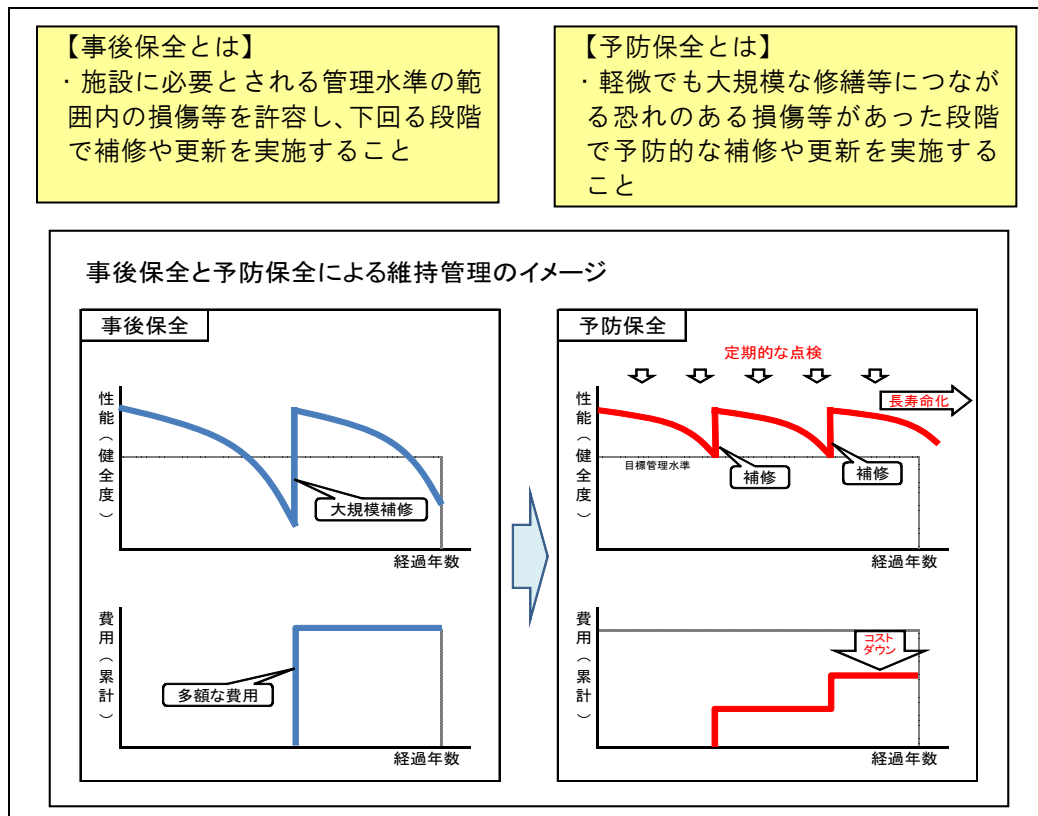 【事後保全とは】
・施設に必要とされる管理水準の範
囲内の損傷等を許容し、下回る段階
で補修や更新を実施すること
【予防保全とは】
・軽微でも大規模な修繕等につなが
る恐れのある損傷等があった段階
で予防的な補修や更新を実施する
こと
事後保全と予防保全による維持管理のイメージ
事後保全
性能(健全度)
大規模補修
経過年数
費用(累計)
多額な費用
経過年数
予防保全
定期的な点検
長寿命化
性能(健全度)
目標管理水準
補修
補修
経過年数
費用(累計)
コスト
ダウン
経過年数